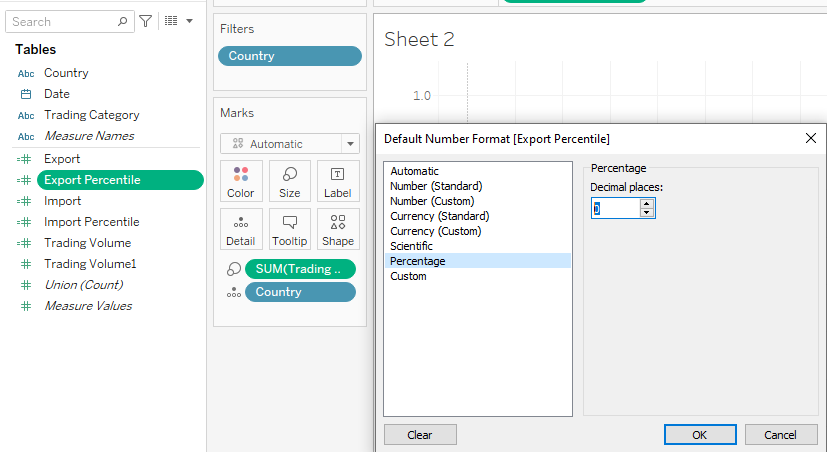 Search
Tables
Abc Country
Date
Abc Trading Category
Abc Measure Names
Export
Export Percentile
Import
Import Percentile
Trading Volume
Trading Volume1
Union (Count)
Measure Values
Filters
Country
Marks
Automatic
Color
Size
Label
Detail
Tooltip
Shape
SUM(Trading ..
Country
Sheet 2
1.0
Default Number Format [Export Percentile]
Automatic
Number (Standard)
Number (Custom)
Currency (Standard)
Currency (Custom)
Scientific
Percentage
Custom
Percentage
Decimal places:
Clear
OK
Cancel